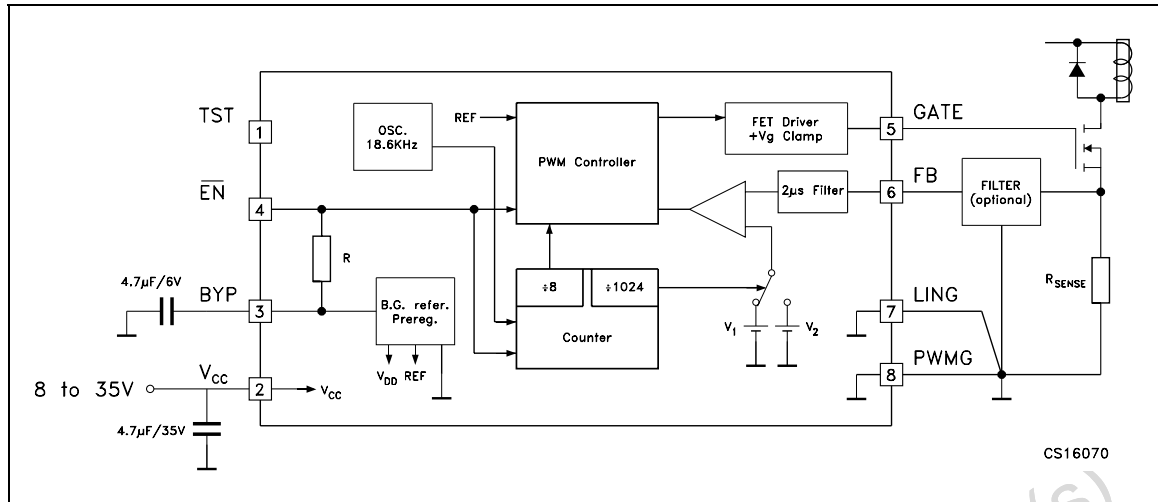 TST
1
EN
4
4.7µF/6V
BYP
3
8 to 35V
VCC
2
VCC
4.7µF/35V
OSC.
18.6KHz
R
B.G. refer.
Prereg.
VDD REF
REF
PWM Controller
÷8
÷1024
Counter
FET Driver
+Vg Clamp
2µs Filter
V1
V2
GATE
5
FB
6
FILTER
(optional)
LING
7
PWMG
8
RSENSE
CS16070